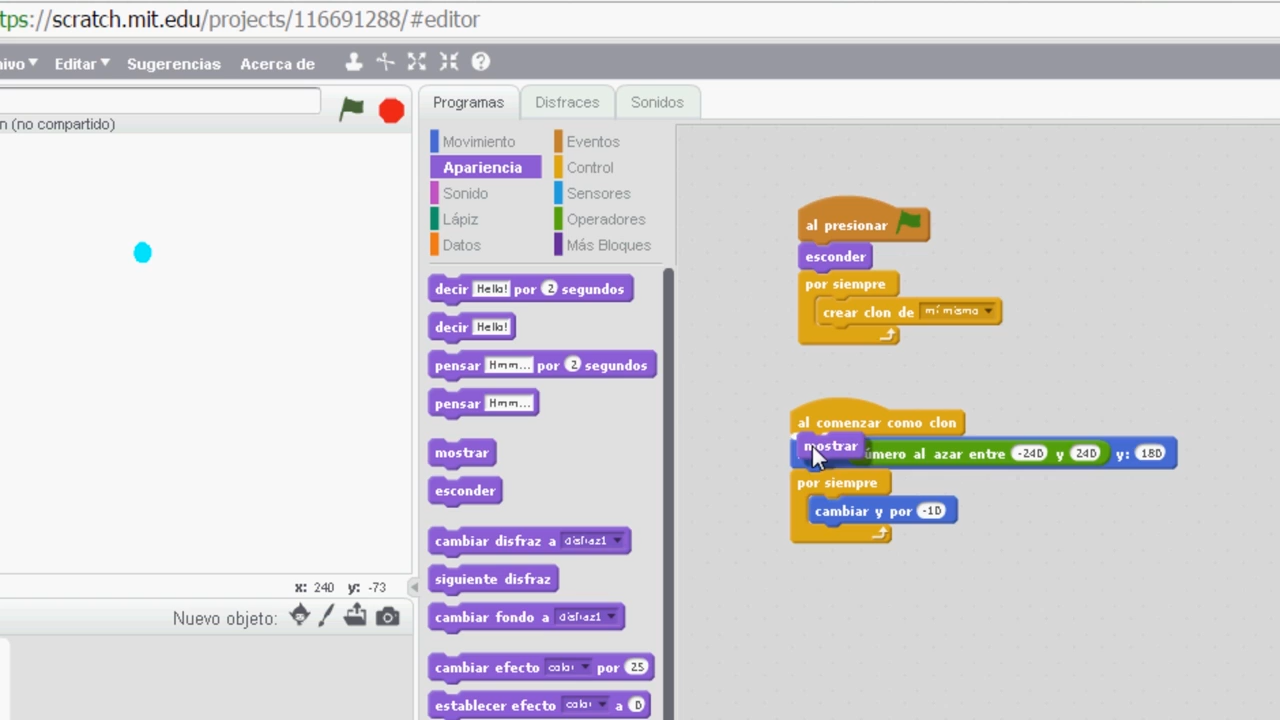 tps://scratch.mit.edu/projects/116691288/#editor
ivo Editar Sugerencias Acerca de
n (no compartido)
Programas Disfraces Sonidos
Movimiento Eventos
Apariencia Control
Sonido Sensores
Lápiz Operadores
Datos Más Bloques
decir Hello! por 2 segundos
decir Hello!
pensar Hmm... por 2 segundos
pensar Hmm...
mostrar
esconder
cambiar disfraz a disfraz1
siguiente disfraz
cambiar fondo a disfraz1
cambiar efecto color por 25
establecer efecto color a 0
al presionar
esconder
por siempre
crear clon de mí mismo
al comenzar como clon
mostrar
úmero al azar entre -240 y 240 y: 180
por siempre
cambiar y por -10
x: 240 y: -73
Nuevo objeto: